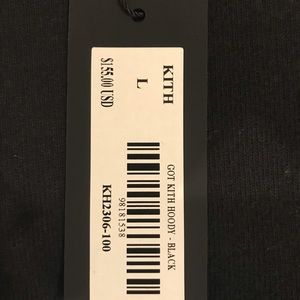 KITH
L
$155.00 USD
GOT KITH HOODY - BLACK
98181538
KH2306-100